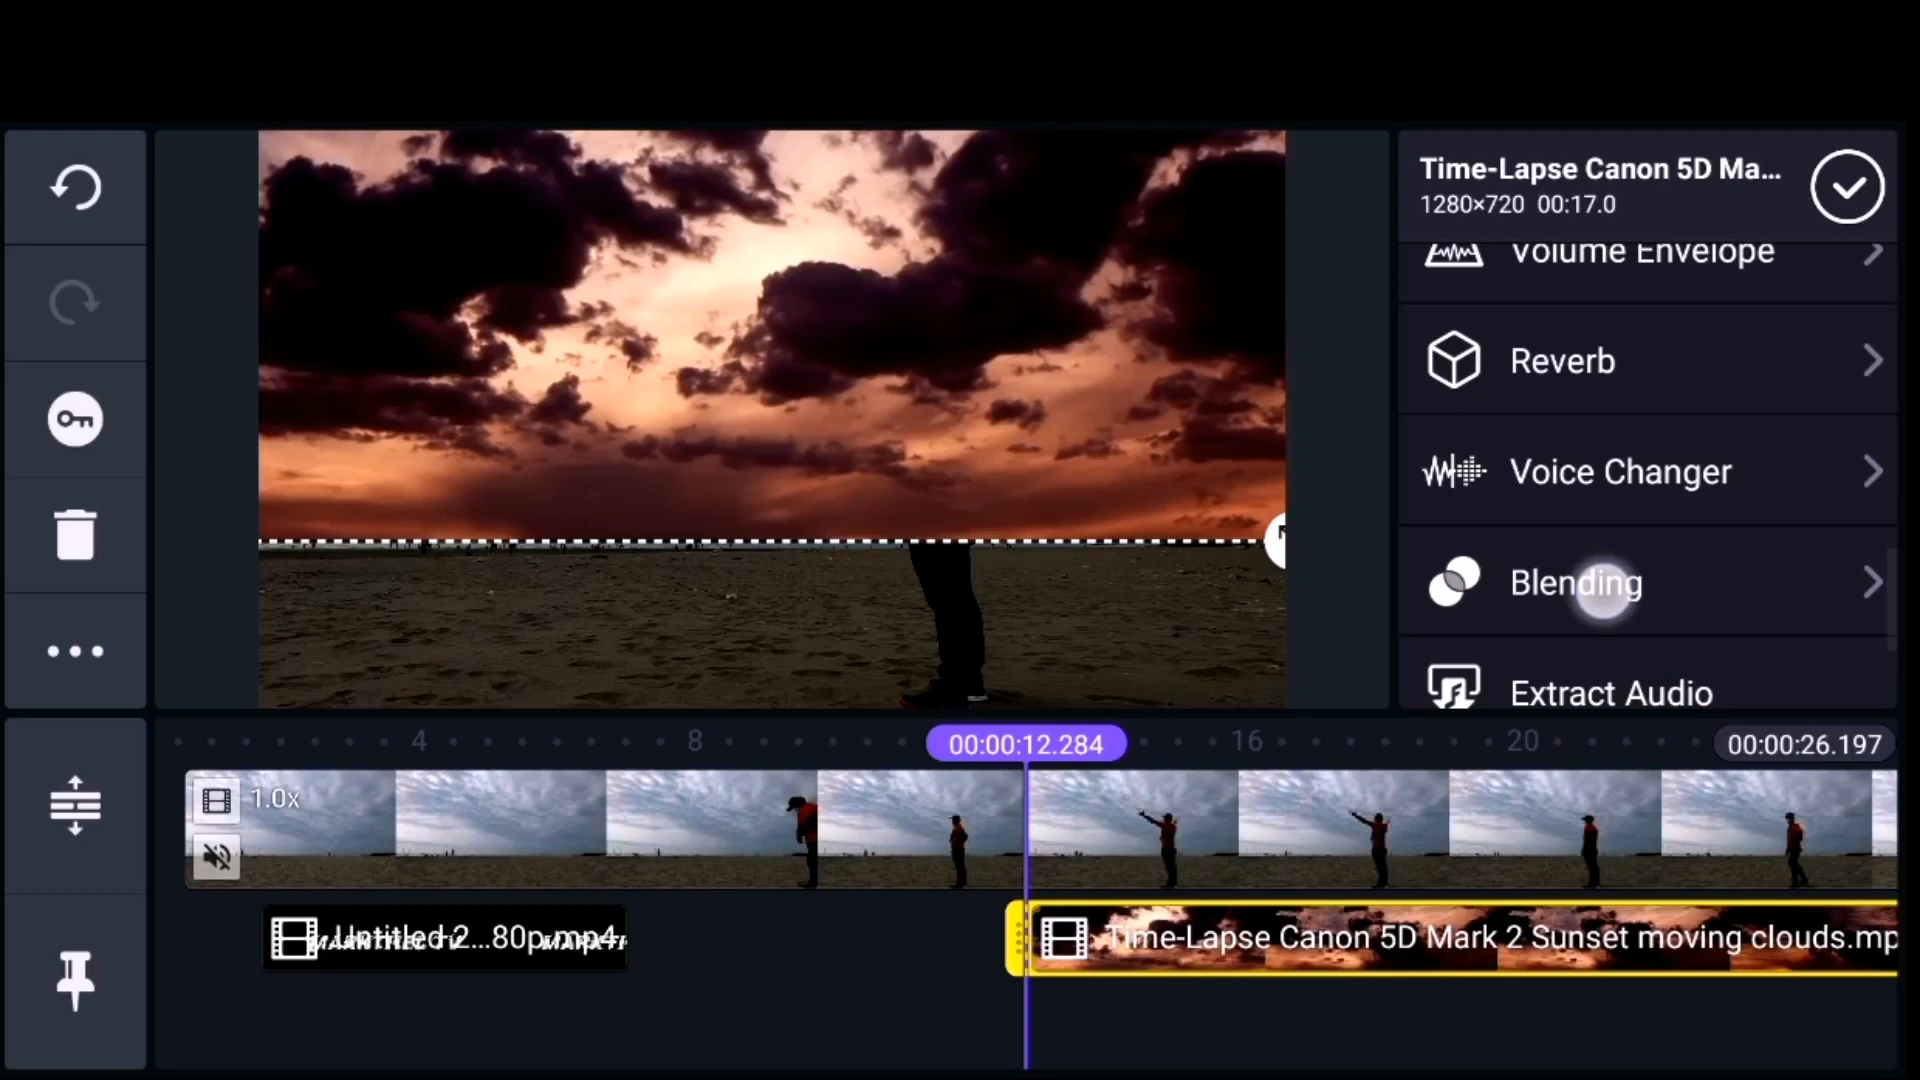 Time-Lapse Canon 5D Ma...
1280×720 00:17.0
Volume Envelope
Reverb
Voice Changer
Blending
Extract Audio
4
8
00:00:12.284
16
20
00:00:26.197
1.0x
Untitled 2...80p.mp4
Time-Lapse Canon 5D Mark 2 Sunset moving clouds.mp